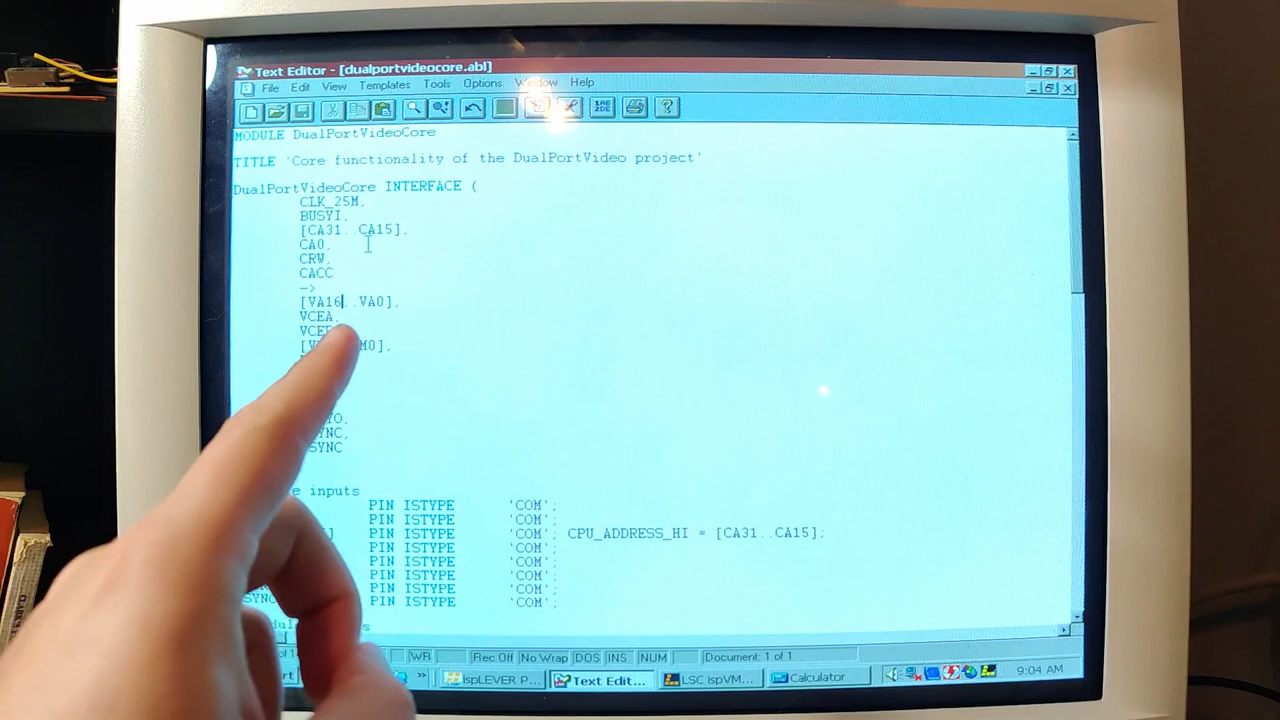 Text Editor - [dualportvideocore.abl]
File Edit View Templates Tools Options Window Help
MODULE DualPortVideoCore
TITLE 'Core functionality of the DualPortVideo project'
DualPortVideoCore INTERFACE (
CLK_25M,
BUSYI,
[CA31..CA15],
CA0,
CRW,
CACC
->
[VA16..VA0],
VCEA,
M0],
inputs
PIN ISTYPE 'COM';
PIN ISTYPE 'COM';
PIN ISTYPE 'COM'; CPU_ADDRESS_HI = [CA31..CA15];
PIN ISTYPE 'COM';
PIN ISTYPE 'COM';
PIN ISTYPE 'COM';
PIN ISTYPE 'COM';
PIN ISTYPE 'COM';
WR Rec Off No Wrap DOS INS NUM Document: 1 of 1
ispLEVER P... Text Edit... LSC ispVM... Calculator 9:04 AM